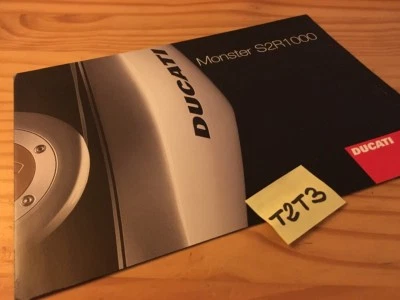 Monster S2R1000
DUCATI
DUCATI
T2T3